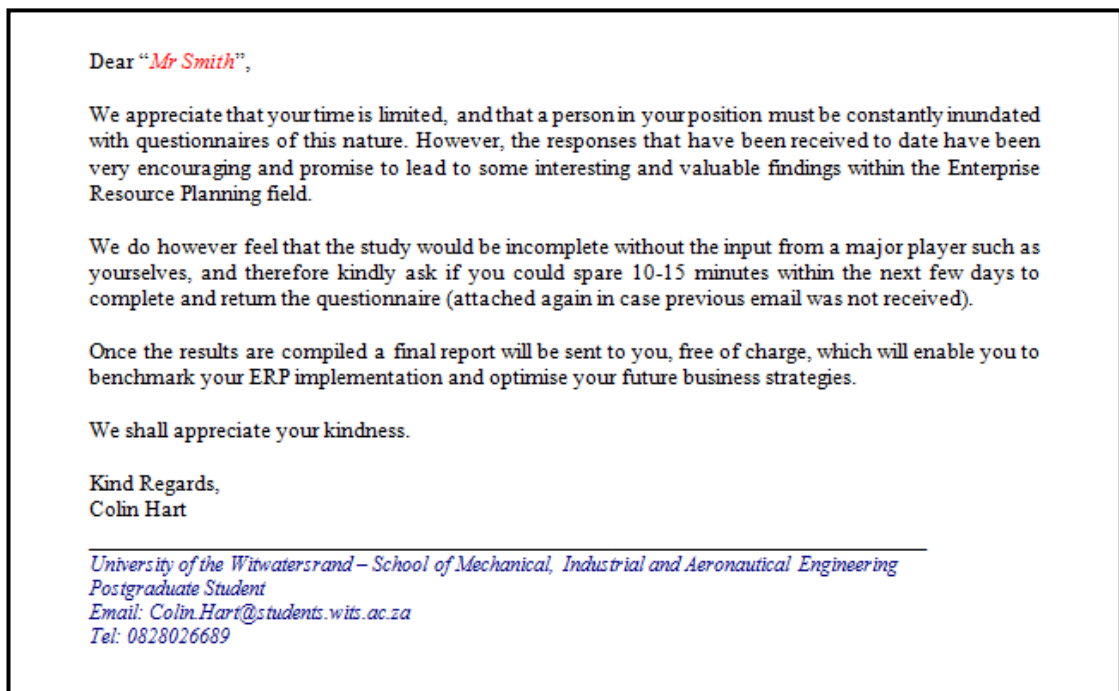 Dear “Mr Smith”,
We appreciate that your time is limited, and that a person in your position must be constantly inundated
with questionnaires of this nature. However, the responses that have been received to date have been
very encouraging and promise to lead to some interesting and valuable findings within the Enterprise
Resource Planning field.
We do however feel that the study would be incomplete without the input from a major player such as
yourselves, and therefore kindly ask if you could spare 10-15 minutes within the next few days to
complete and return the questionnaire (attached again in case previous email was not received).
Once the results are compiled a final report will be sent to you, free of charge, which will enable you to
benchmark your ERP implementation and optimise your future business strategies.
We shall appreciate your kindness.
Kind Regards,
Colin Hart
University of the Witwatersrand – School of Mechanical, Industrial and Aeronautical Engineering
Postgraduate Student
Email: Colin.Hart@students.wits.ac.za
Tel: 0828026689